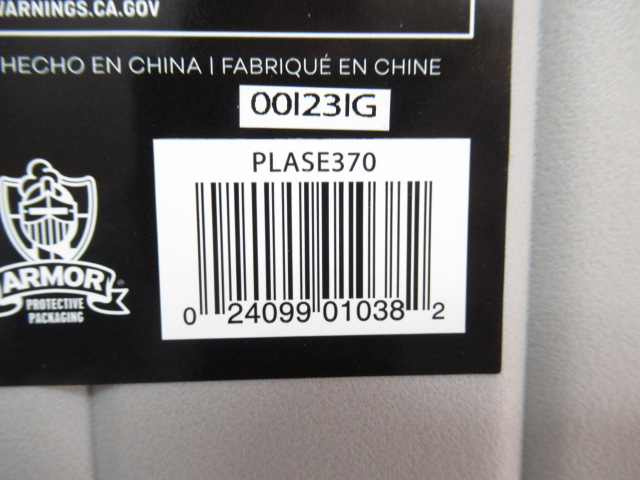 WARNINGS.CA.GOV
HECHO EN CHINA | FABRIQUÉ EN CHINE
00I23IG
PLASE370
ARMOR
PROTECTIVE
PACKAGING
0 24099 01038 2